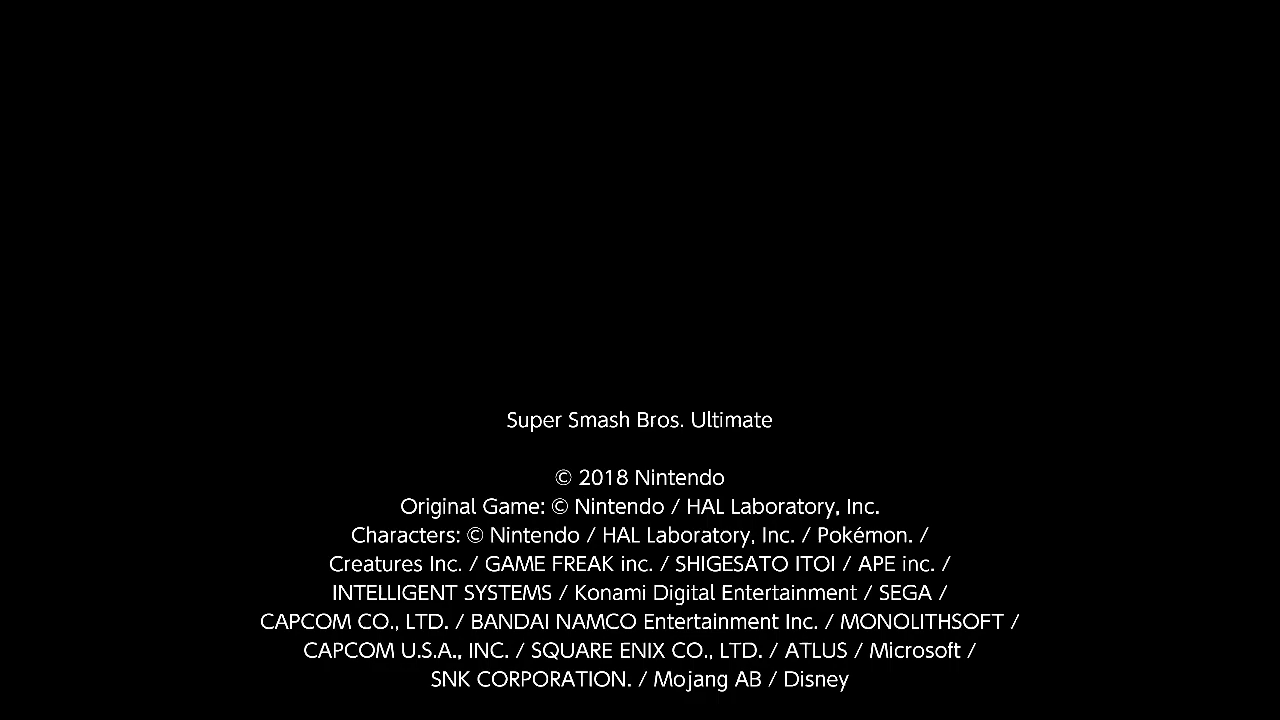 Super Smash Bros. Ultimate
© 2018 Nintendo
Original Game: © Nintendo / HAL Laboratory, Inc.
Characters: © Nintendo / HAL Laboratory, Inc. / Pokémon. /
Creatures Inc. / GAME FREAK inc. / SHIGESATO ITOI / APE inc. /
INTELLIGENT SYSTEMS / Konami Digital Entertainment / SEGA /
CAPCOM CO., LTD. / BANDAI NAMCO Entertainment Inc. / MONOLITHSOFT /
CAPCOM U.S.A., INC. / SQUARE ENIX CO., LTD. / ATLUS / Microsoft /
SNK CORPORATION. / Mojang AB / Disney